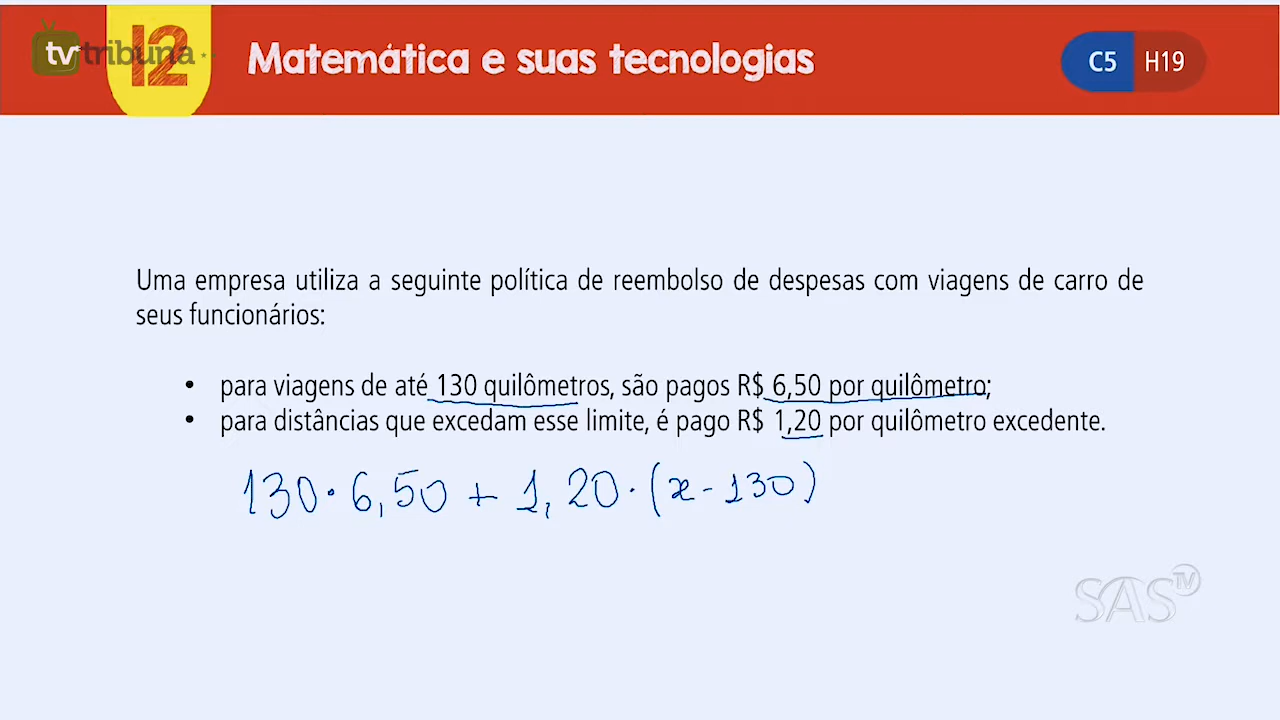 tv tribuna
12
Matemática e suas tecnologias
C5 H19
Uma empresa utiliza a seguinte política de reembolso de despesas com viagens de carro de
seus funcionários:
• para viagens de até 130 quilômetros, são pagos R$ 6,50 por quilômetro;
• para distâncias que excedam esse limite, é pago R$ 1,20 por quilômetro excedente.
130 · 6,50 + 1,20 · (x - 130)
SAS TV